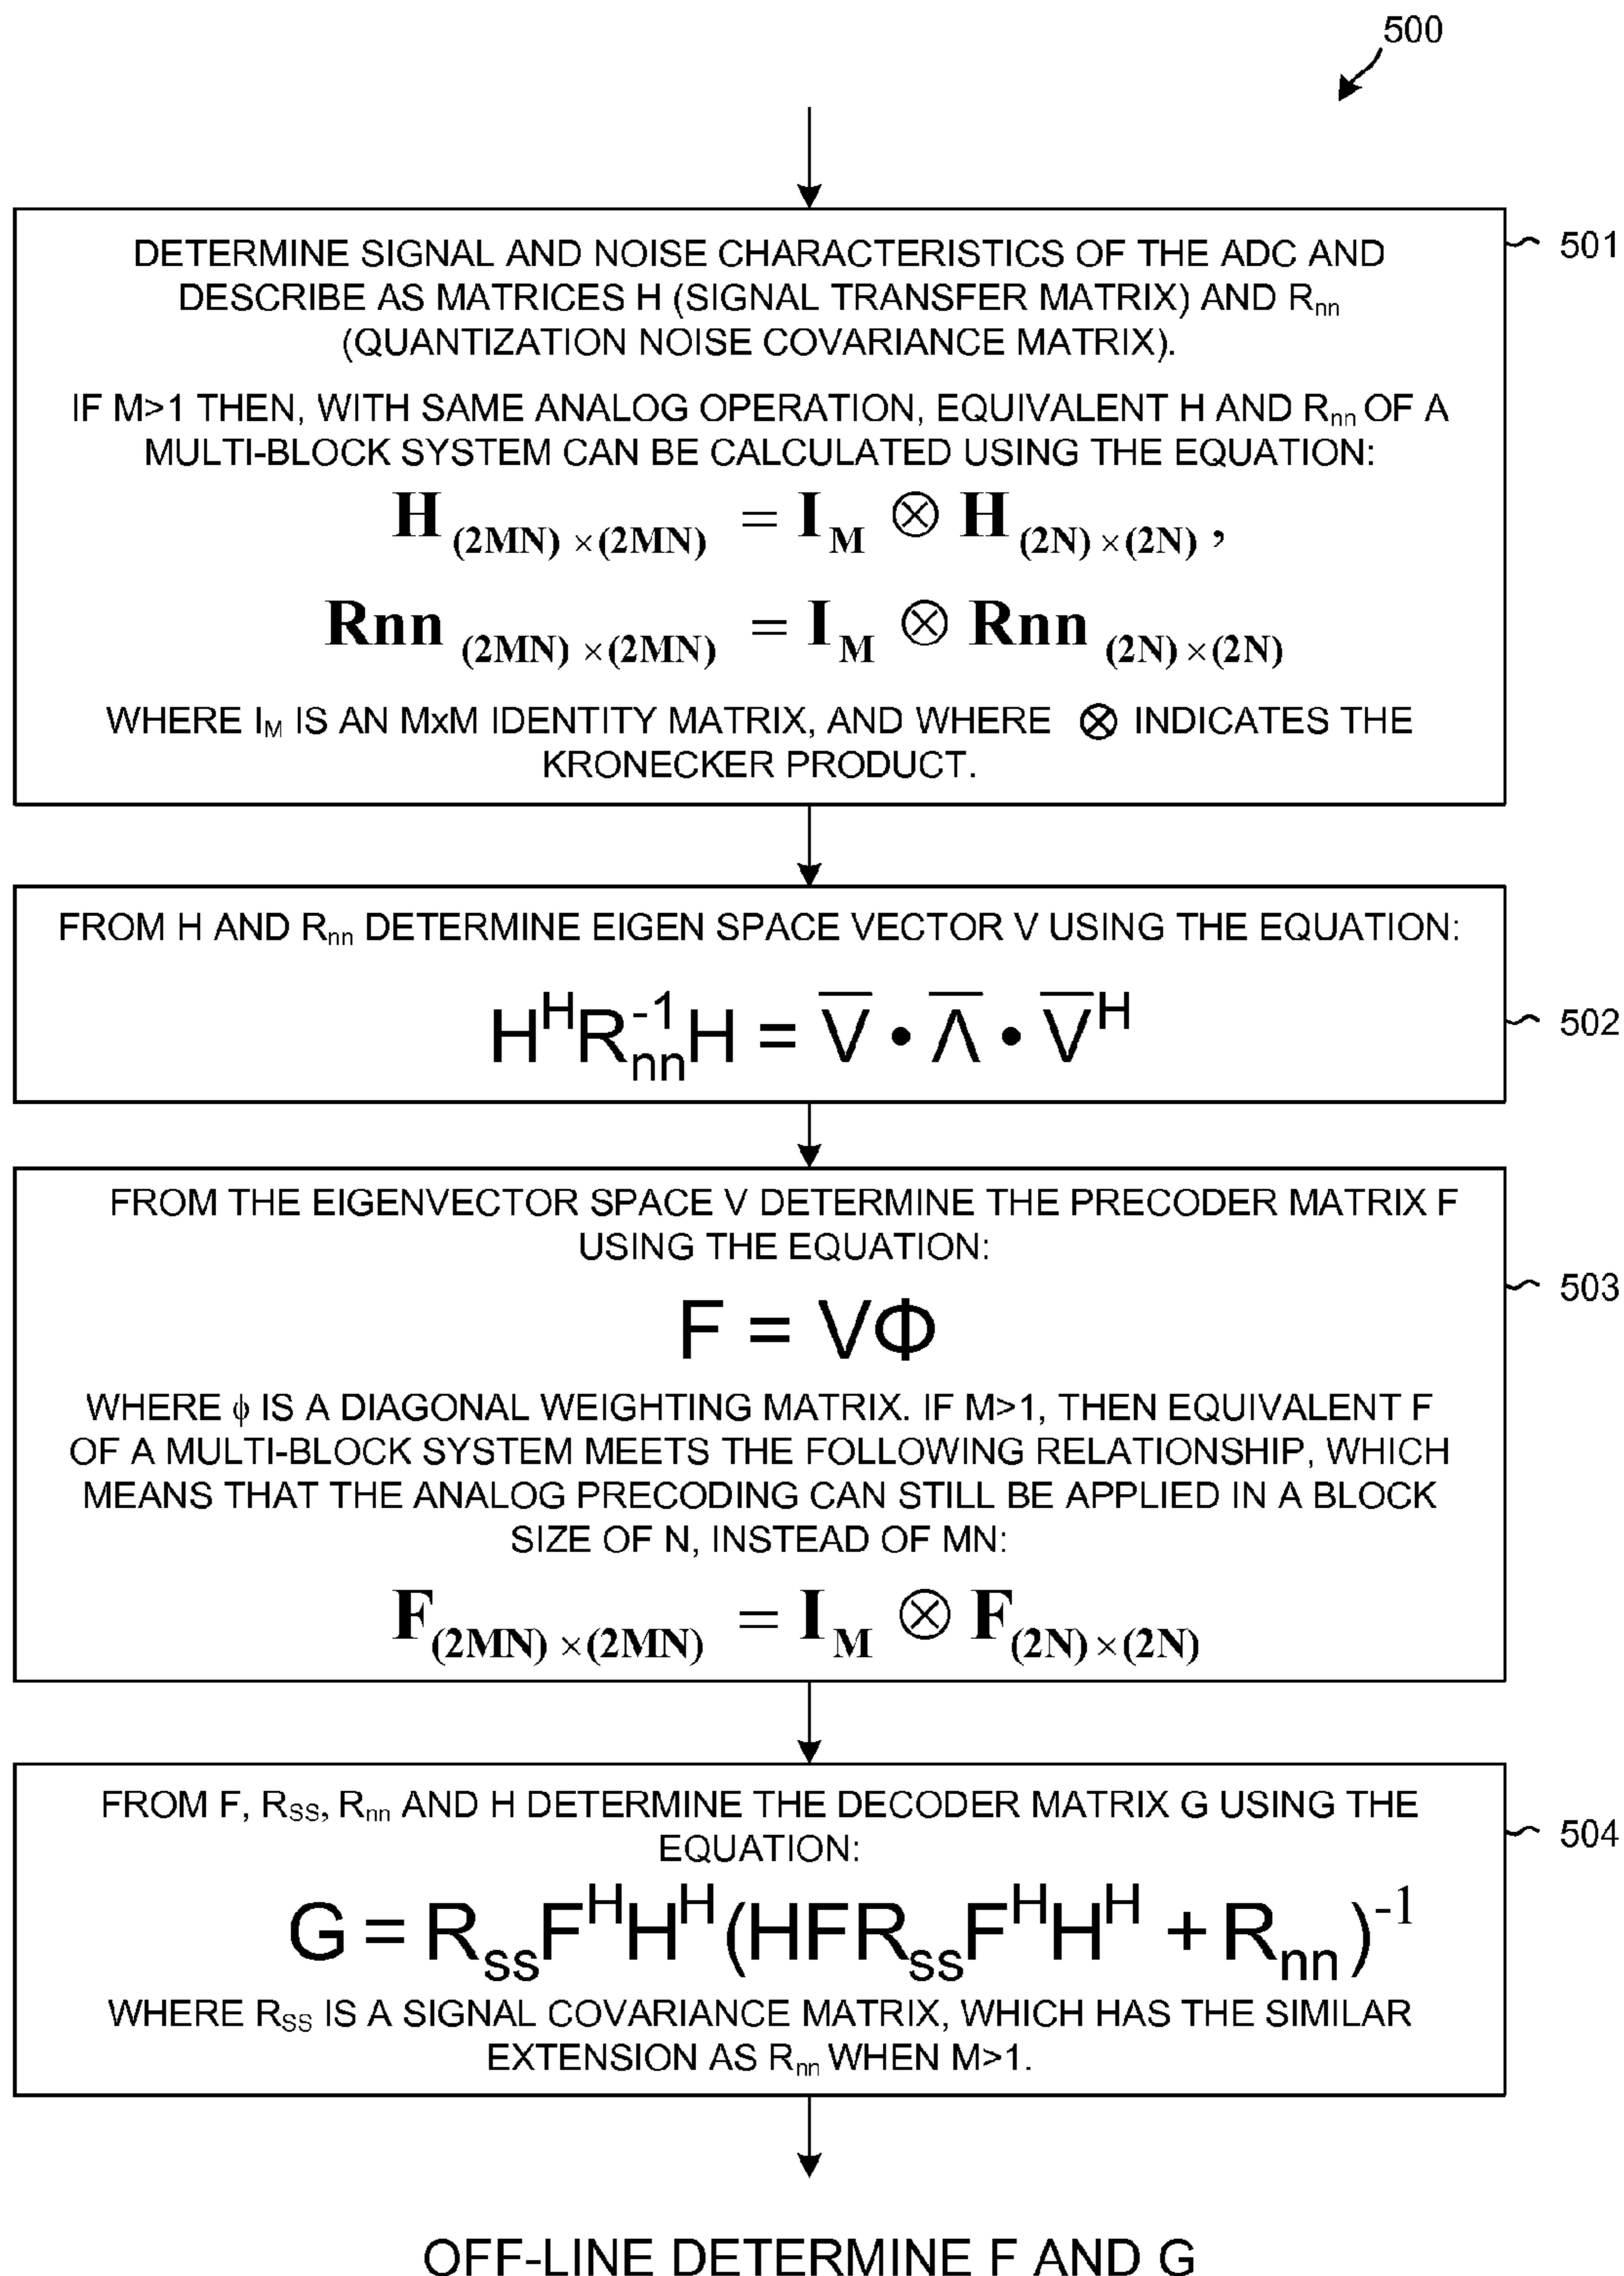 500
DETERMINE SIGNAL AND NOISE CHARACTERISTICS OF THE ADC AND
DESCRIBE AS MATRICES H (SIGNAL TRANSFER MATRIX) AND Rnn
(QUANTIZATION NOISE COVARIANCE MATRIX).
501
IF M>1 THEN, WITH SAME ANALOG OPERATION, EQUIVALENT H AND Rnn OF A
MULTI-BLOCK SYSTEM CAN BE CALCULATED USING THE EQUATION:
H (2MN) ×(2MN) = I M ⊗ H (2N) ×(2N) ,
Rnn (2MN) ×(2MN) = I M ⊗ Rnn (2N) ×(2N)
WHERE IM IS AN MxM IDENTITY MATRIX, AND WHERE ⊗ INDICATES THE
KRONECKER PRODUCT.
FROM H AND Rnn DETERMINE EIGEN SPACE VECTOR V USING THE EQUATION:
H^H R_nn^-1 H = V̅ • Λ̅ • V̅^H
502
FROM THE EIGENVECTOR SPACE V DETERMINE THE PRECODER MATRIX F
USING THE EQUATION:
503
F = VΦ
WHERE ϕ IS A DIAGONAL WEIGHTING MATRIX. IF M>1, THEN EQUIVALENT F
OF A MULTI-BLOCK SYSTEM MEETS THE FOLLOWING RELATIONSHIP, WHICH
MEANS THAT THE ANALOG PRECODING CAN STILL BE APPLIED IN A BLOCK
SIZE OF N, INSTEAD OF MN:
F (2MN) ×(2MN) = I M ⊗ F (2N) ×(2N)
FROM F, RSS, Rnn AND H DETERMINE THE DECODER MATRIX G USING THE
EQUATION:
504
G = R_ss F^H H^H (HFR_ss F^H H^H + R_nn)^-1
WHERE RSS IS A SIGNAL COVARIANCE MATRIX, WHICH HAS THE SIMILAR
EXTENSION AS Rnn WHEN M>1.
OFF-LINE DETERMINE F AND G